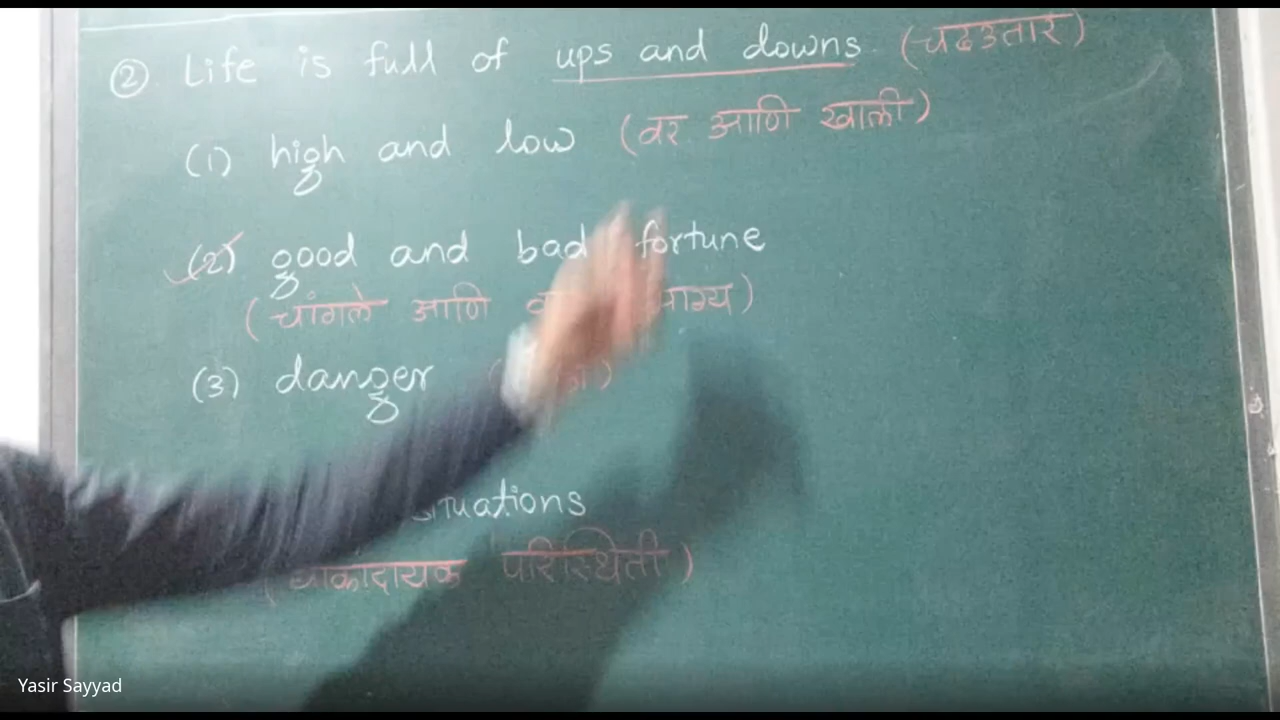 ② Life is full of ups and downs. (चढउतार)
(1) high and low (वर आणि खाली)
(2) good and bad fortune
(चांगले आणि
(3) danger
परिस्थिती)
Yasir Sayyad